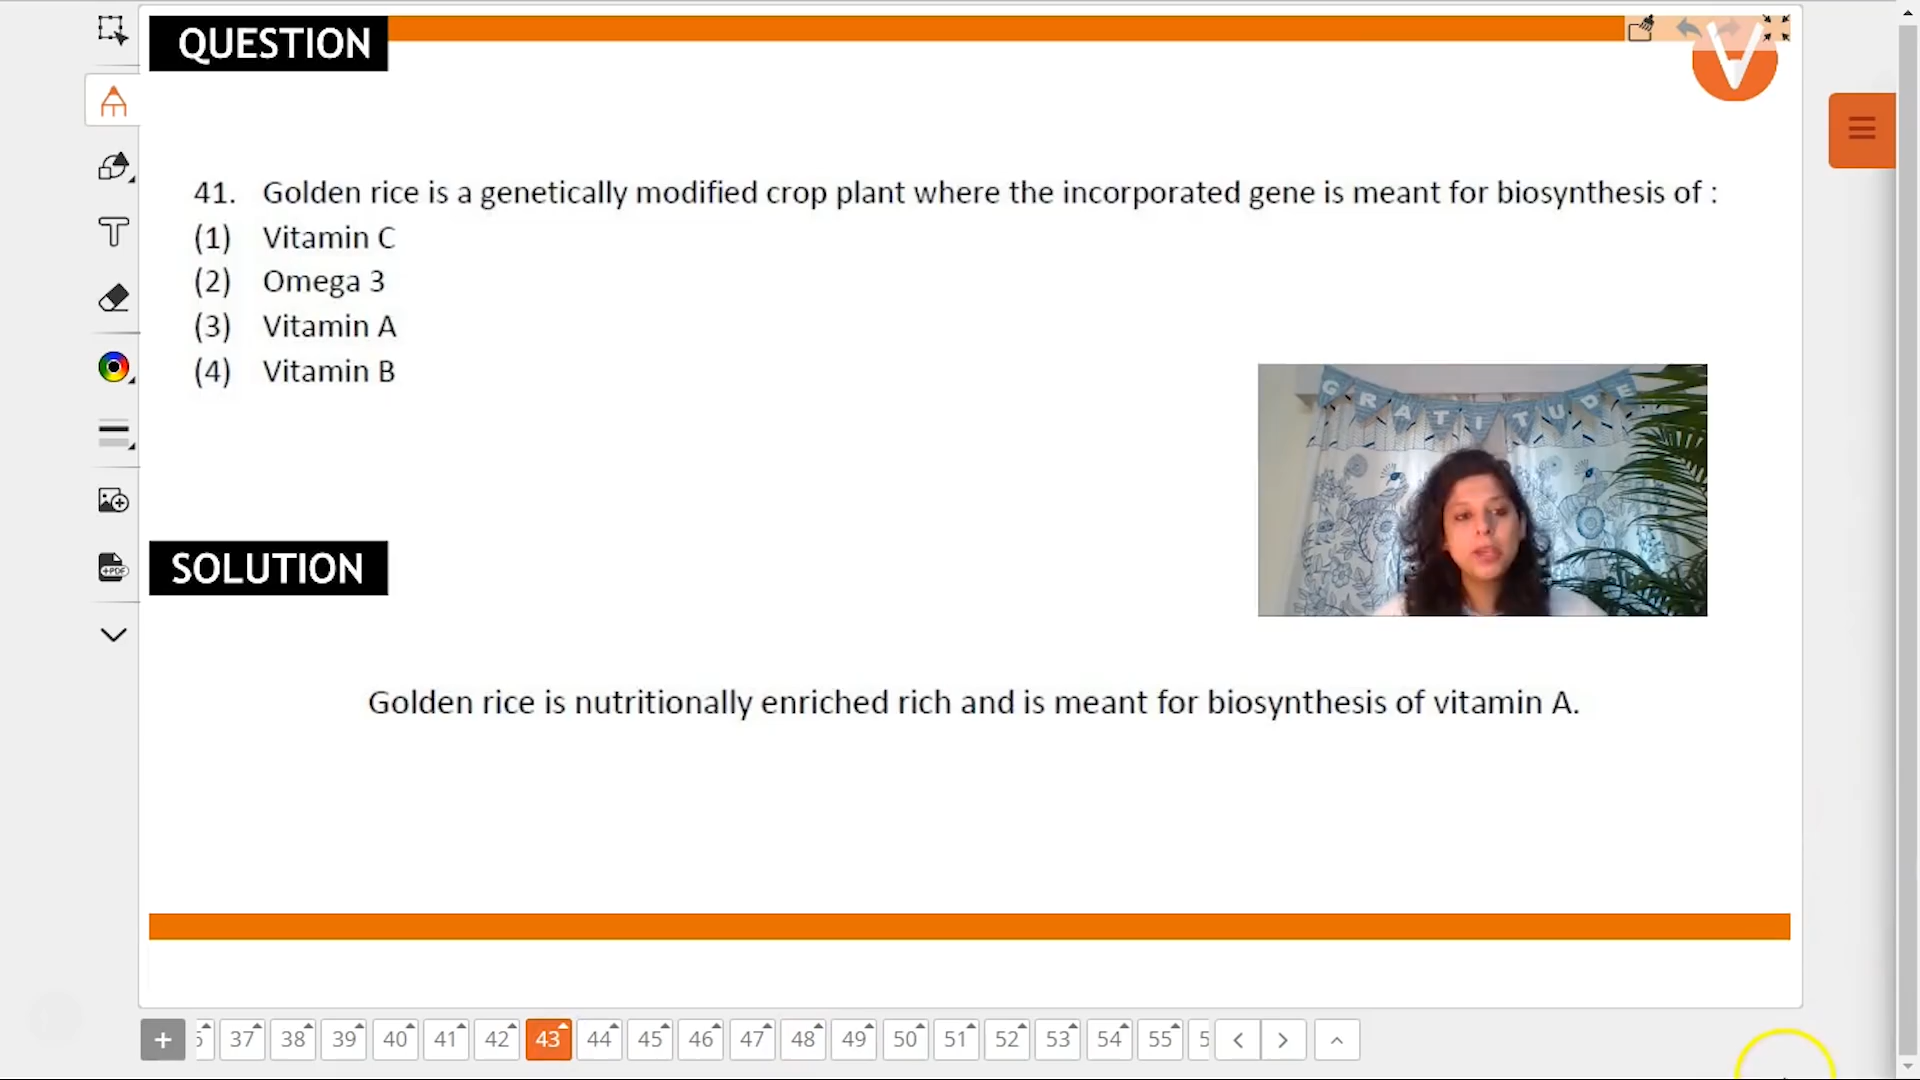 QUESTION
41. Golden rice is a genetically modified crop plant where the incorporated gene is meant for biosynthesis of :
(1) Vitamin C
(2) Omega 3
(3) Vitamin A
(4) Vitamin B
GRATITUDE
SOLUTION
+PDF
Golden rice is nutritionally enriched rich and is meant for biosynthesis of vitamin A.
+ 37 38 39 40 41 42 43 44 45 46 47 48 49 50 51 52 53 54 55 5 < >